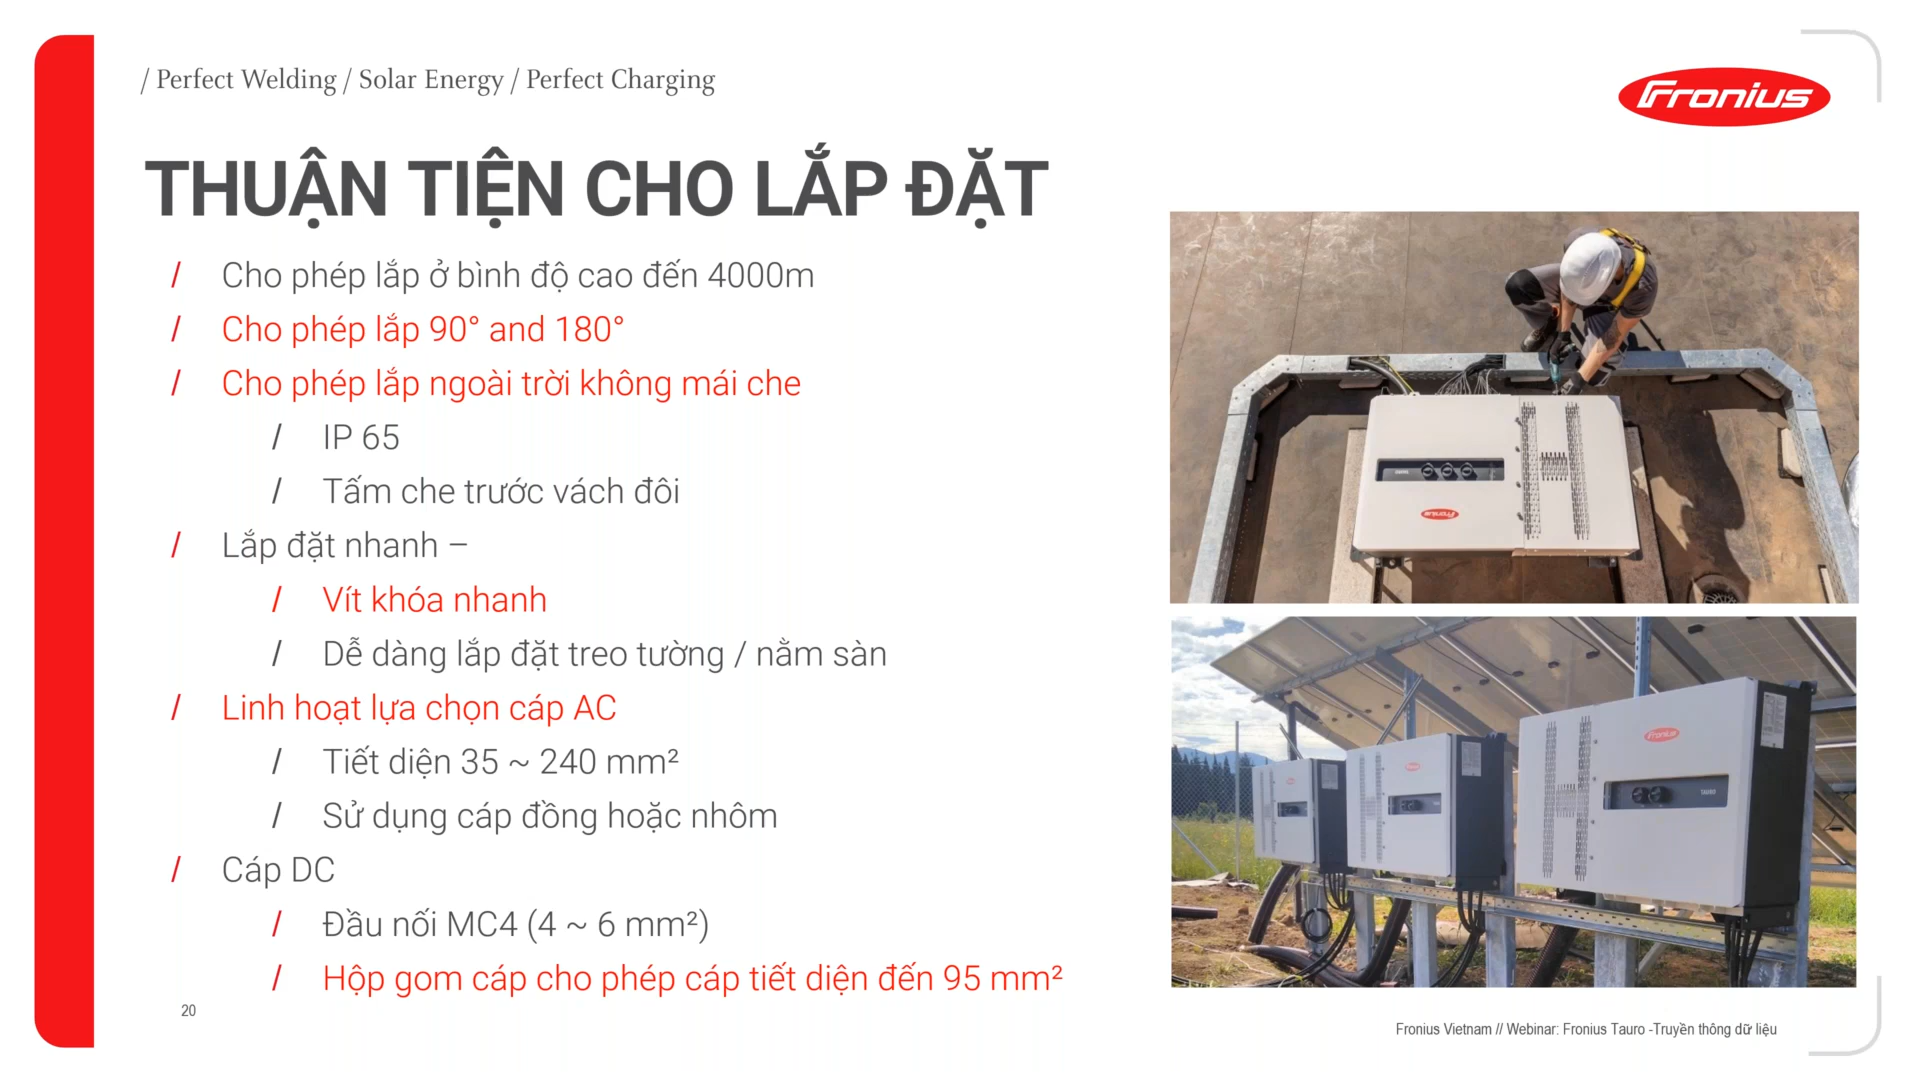 / Perfect Welding / Solar Energy / Perfect Charging
Fronius
THUẬN TIỆN CHO LẮP ĐẶT
/ Cho phép lắp ở bình độ cao đến 4000m
/ Cho phép lắp 90° and 180°
/ Cho phép lắp ngoài trời không mái che
/ IP 65
/ Tấm che trước vách đôi
/ Lắp đặt nhanh –
/ Vít khóa nhanh
/ Dễ dàng lắp đặt treo tường / nằm sàn
/ Linh hoạt lựa chọn cáp AC
/ Tiết diện 35 ~ 240 mm²
/ Sử dụng cáp đồng hoặc nhôm
/ Cáp DC
/ Đầu nối MC4 (4 ~ 6 mm²)
/ Hộp gom cáp cho phép cáp tiết diện đến 95 mm²
Fronius
Fronius
Fronius
Fronius
TAURO
20
Fronius Vietnam // Webinar: Fronius Tauro -Truyền thông dữ liệu